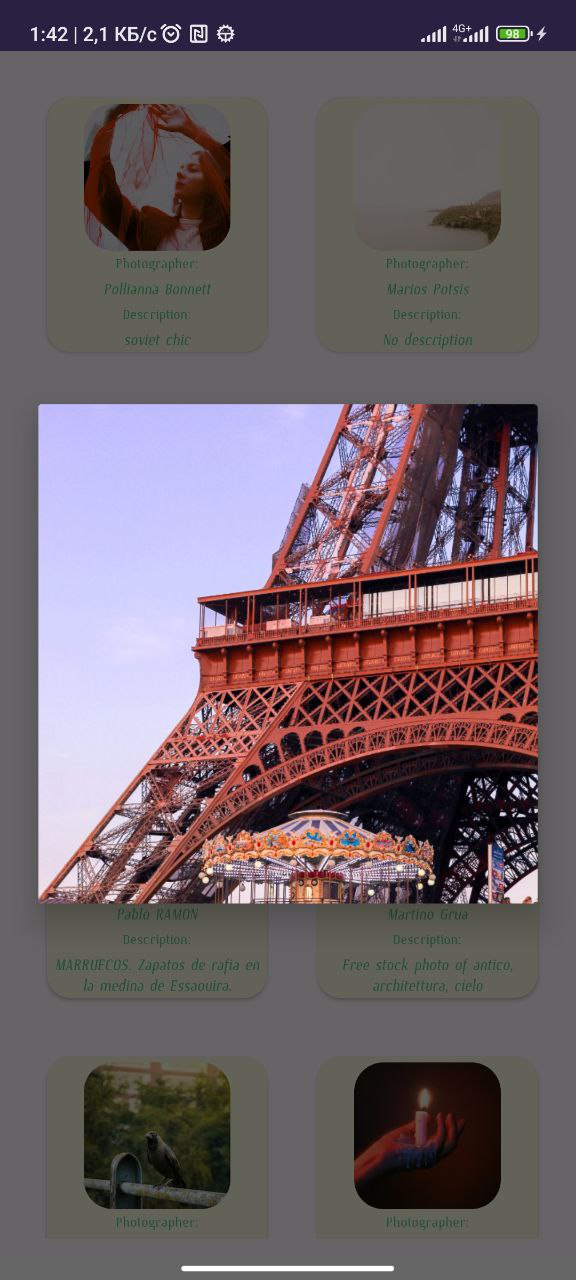 1:42 | 2,1 КБ/с
4G+
98
Photographer:
Photographer:
Pollianna Bonnett
Marios Potsis
Description:
Description:
soviet chic
No description
Pablo RAMON
Martino Grua
Description:
Description:
MARRUECOS. Zapatos de rafia en
la medina de Essaouira.
Free stock photo of antico,
architettura, cielo
Photographer:
Photographer: